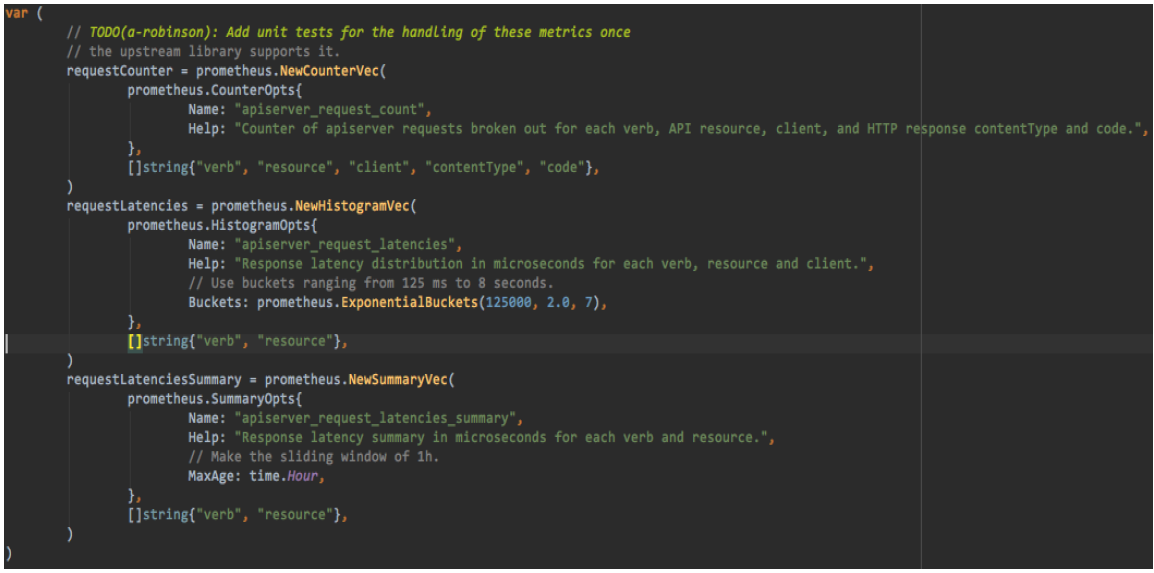 var (
// TODO(a-robinson): Add unit tests for the handling of these metrics once
// the upstream library supports it.
requestCounter = prometheus.NewCounterVec(
prometheus.CounterOpts{
Name: "apiserver_request_count",
Help: "Counter of apiserver requests broken out for each verb, API resource, client, and HTTP response contentType and code.",
},
[]string{"verb", "resource", "client", "contentType", "code"},
)
requestLatencies = prometheus.NewHistogramVec(
prometheus.HistogramOpts{
Name: "apiserver_request_latencies",
Help: "Response latency distribution in microseconds for each verb, resource and client.",
// Use buckets ranging from 125 ms to 8 seconds.
Buckets: prometheus.ExponentialBuckets(125000, 2.0, 7),
},
[]string{"verb", "resource"},
)
requestLatenciesSummary = prometheus.NewSummaryVec(
prometheus.SummaryOpts{
Name: "apiserver_request_latencies_summary",
Help: "Response latency summary in microseconds for each verb and resource.",
// Make the sliding window of 1h.
MaxAge: time.Hour,
},
[]string{"verb", "resource"},
)
)